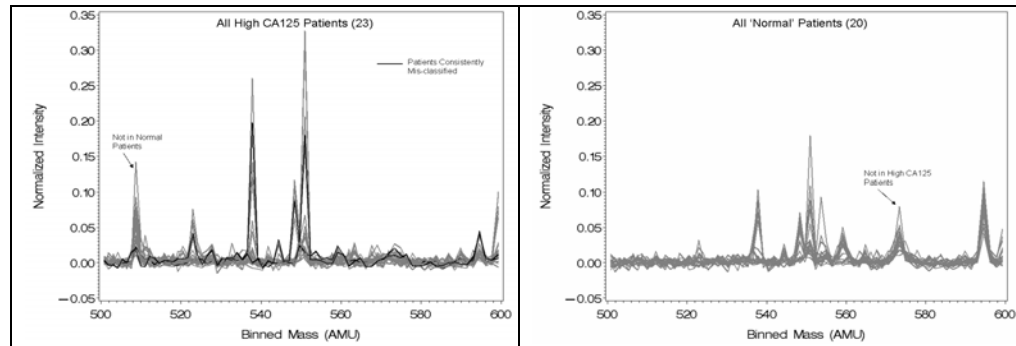 All High CA125 Patients (23)
0.35
0.30
0.25
0.20
0.15
0.10
0.05
0.00
−0.05
Normalized Intensity
Patients Consistently
Mis-classified
Not in Normal
Patients
500
520
540
560
580
600
Binned Mass (AMU)
All 'Normal' Patients (20)
0.35
0.30
0.25
0.20
0.15
0.10
0.05
0.00
−0.05
Normalized Intensity
Not in High CA125
Patients
500
520
540
560
580
600
Binned Mass (AMU)